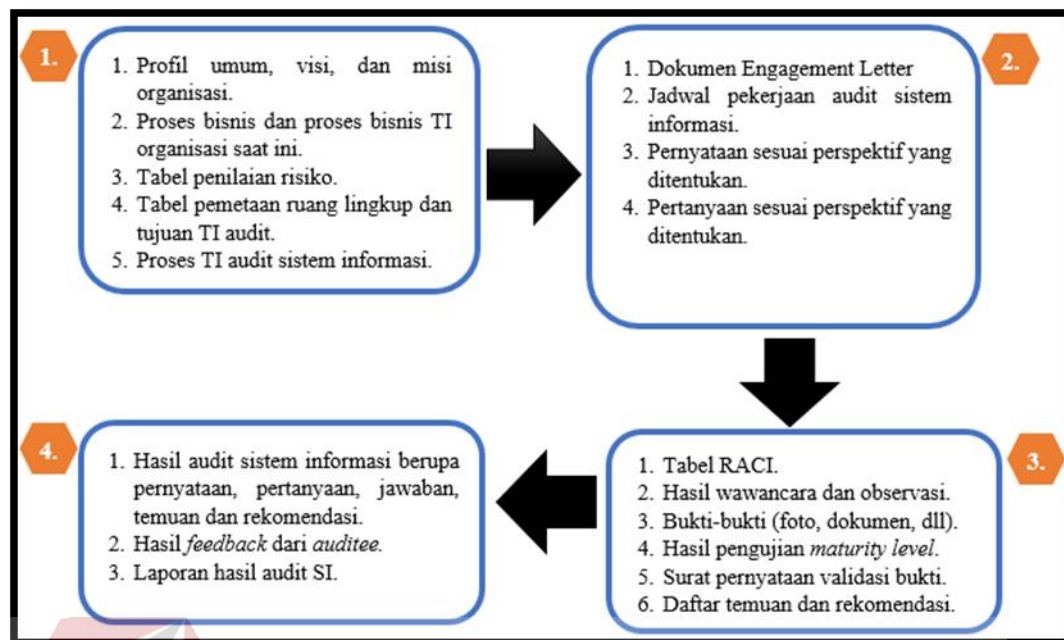 1.
1. Profil umum, visi, dan misi
organisasi.
2. Proses bisnis dan proses bisnis TI
organisasi saat ini.
3. Tabel penilaian risiko.
4. Tabel pemetaan ruang lingkup dan
tujuan TI audit.
5. Proses TI audit sistem informasi.
2.
1. Dokumen Engagement Letter
2. Jadwal pekerjaan audit sistem
informasi.
3. Pernyataan sesuai perspektif yang
ditentukan.
4. Pertanyaan sesuai perspektif yang
ditentukan.
3.
1. Tabel RACI.
2. Hasil wawancara dan observasi.
3. Bukti-bukti (foto, dokumen, dll).
4. Hasil pengujian maturity level.
5. Surat pernyataan validasi bukti.
6. Daftar temuan dan rekomendasi.
4.
1. Hasil audit sistem informasi berupa
pernyataan, pertanyaan, jawaban,
temuan dan rekomendasi.
2. Hasil feedback dari auditee.
3. Laporan hasil audit SI.